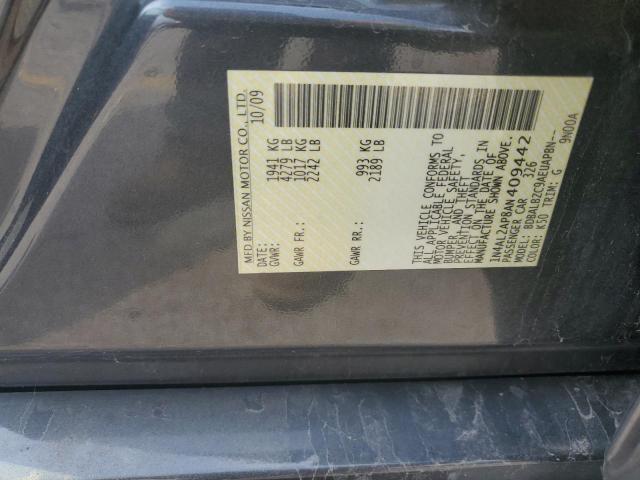 MFD BY NISSAN MOTOR CO., LTD.
DATE: 10/09
GVWR: 1941 KG
4279 LB
GAWR FR.: 1017 KG
2242 LB
GAWR RR.: 993 KG
2189 LB
THIS VEHICLE CONFORMS TO
ALL APPLICABLE FEDERAL
MOTOR VEHICLE SAFETY,
BUMPER, AND THEFT
PREVENTION STANDARDS IN
EFFECT ON THE DATE OF
MANUFACTURE SHOWN ABOVE.
1N4AL2AP8AN409442
PASSENGER CAR 326
MODEL: BDBALBZC9AEUAPBN--
COLOR: K50 TRIM: G 9N00A